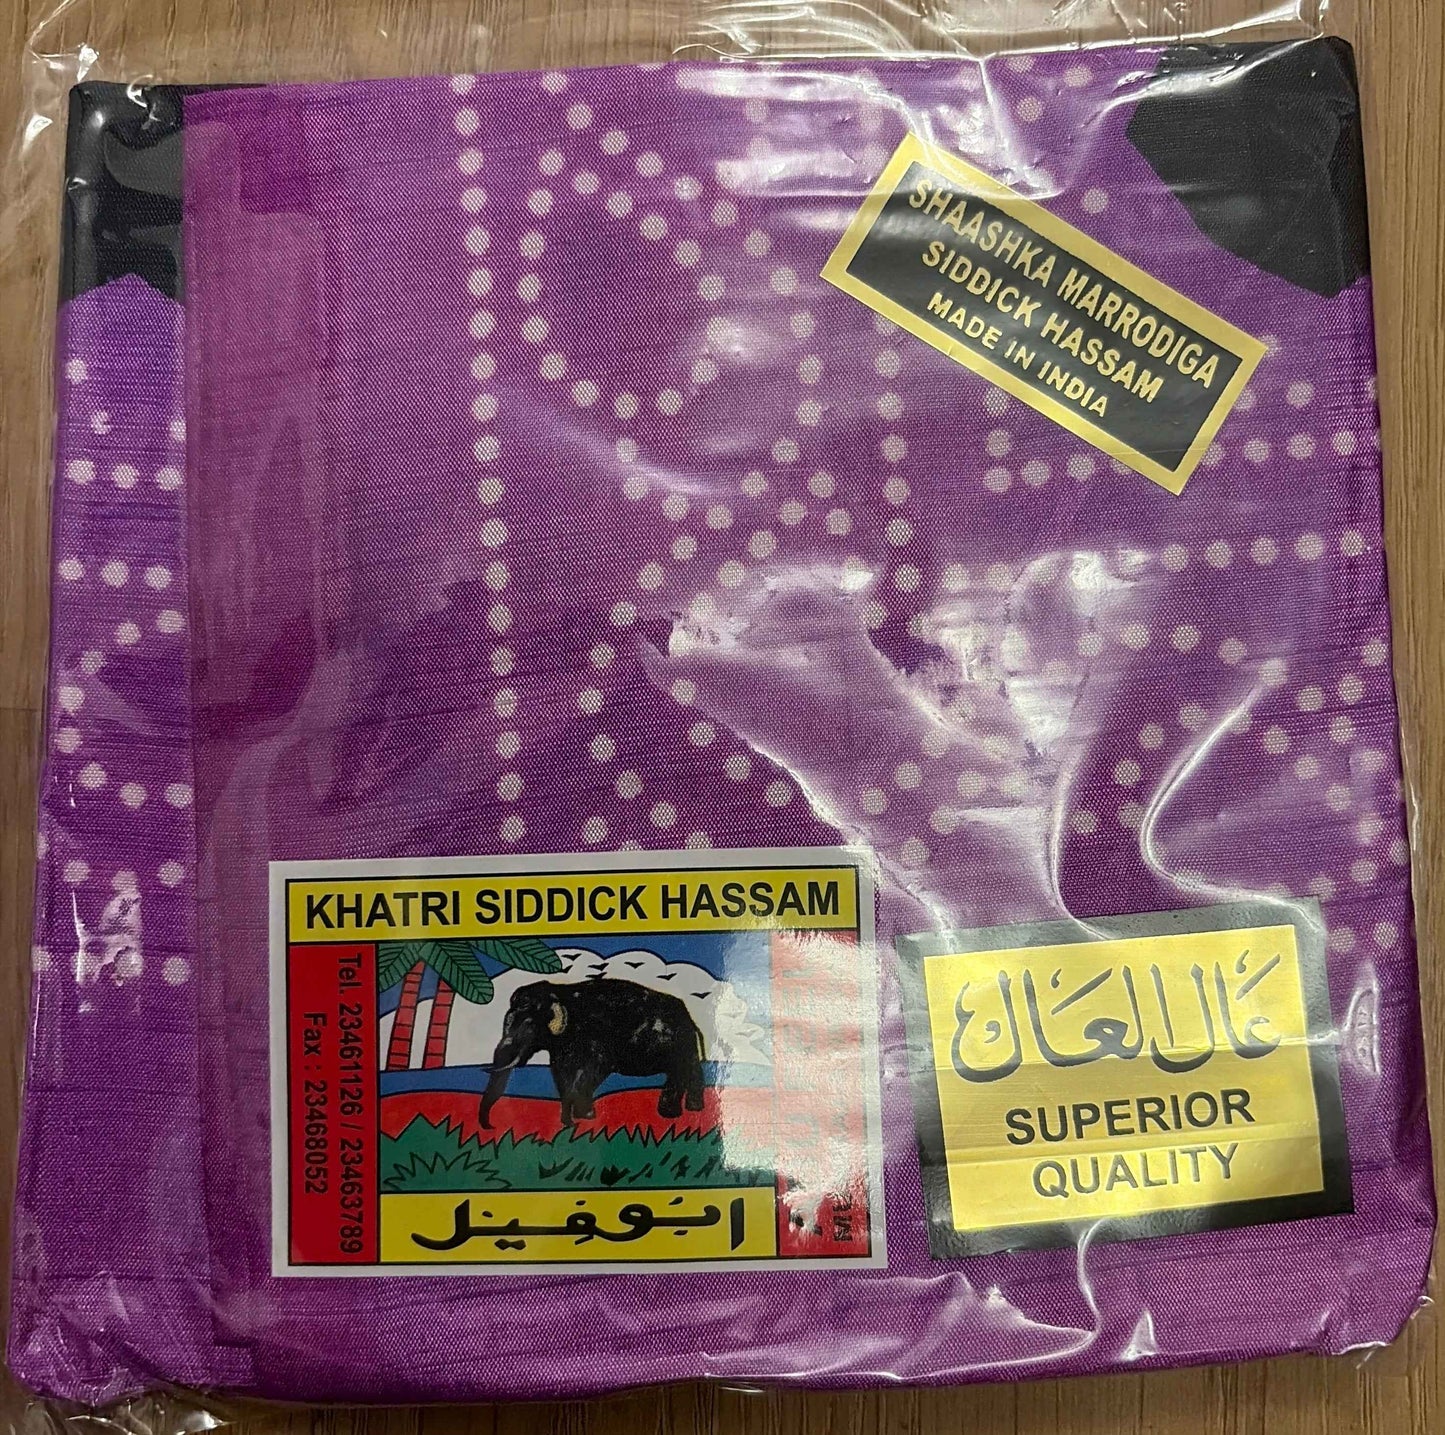 SHAASHKA MARRODIGA
SIDDICK HASSAM
MADE IN INDIA
KHATRI SIDDICK HASSAM
Tel. 23461126 / 23463789
Fax : 23468052
ابوفيل
عال العال
SUPERIOR
QUALITY